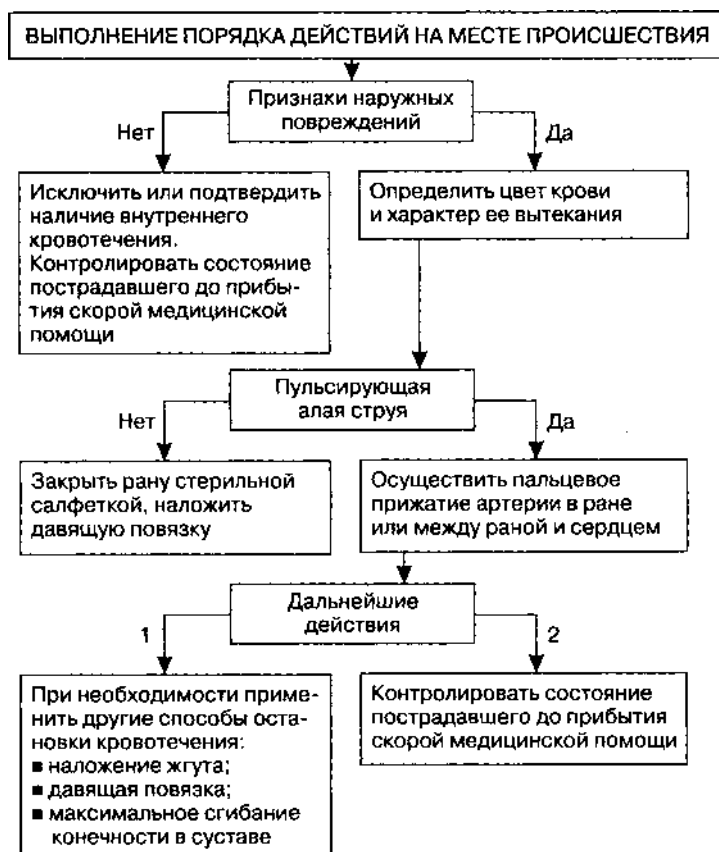 ВЫПОЛНЕНИЕ ПОРЯДКА ДЕЙСТВИЙ НА МЕСТЕ ПРОИСШЕСТВИЯ
Признаки наружных
повреждений
Нет
Да
Исключить или подтвердить
наличие внутреннего
кровотечения.
Контролировать состояние
пострадавшего до прибы-
тия скорой медицинской
помощи
Определить цвет крови
и характер ее вытекания
Пульсирующая
алая струя
Нет
Да
Закрыть рану стерильной
салфеткой, наложить
давящую повязку
Осуществить пальцевое
прижатие артерии в ране
или между раной и сердцем
Дальнейшие
действия
1
2
При необходимости приме-
нить другие способы оста-
новки кровотечения:
■ наложение жгута;
■ давящая повязка;
■ максимальное сгибание
конечности в суставе
Контролировать состояние
пострадавшего до прибытия
скорой медицинской помощи